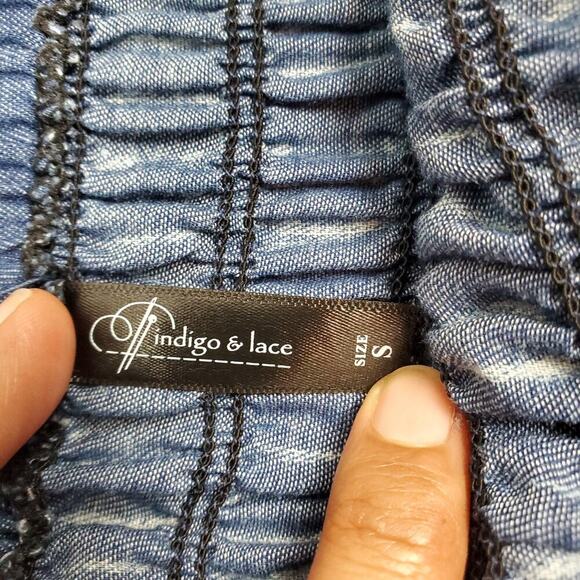 indigo & lace
SIZE
S